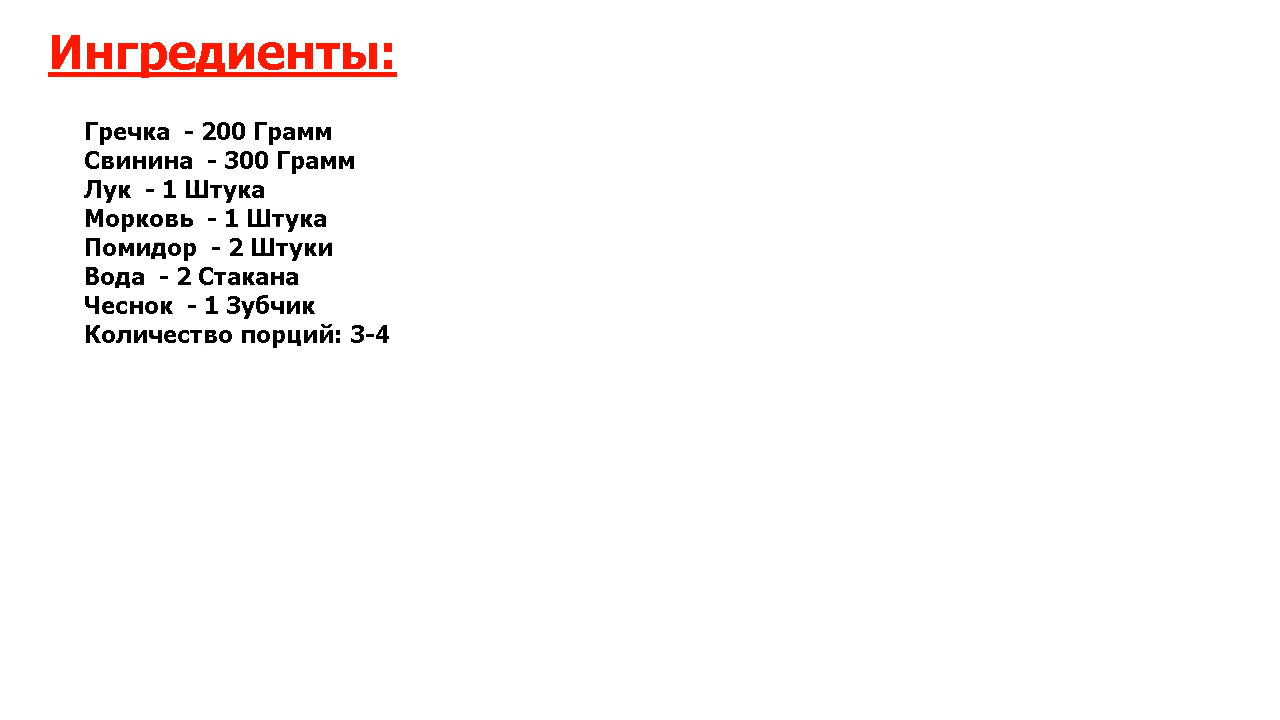 Ингредиенты:
Гречка - 200 Грамм
Свинина - 300 Грамм
Лук - 1 Штука
Морковь - 1 Штука
Помидор - 2 Штуки
Вода - 2 Стакана
Чеснок - 1 Зубчик
Количество порций: 3-4